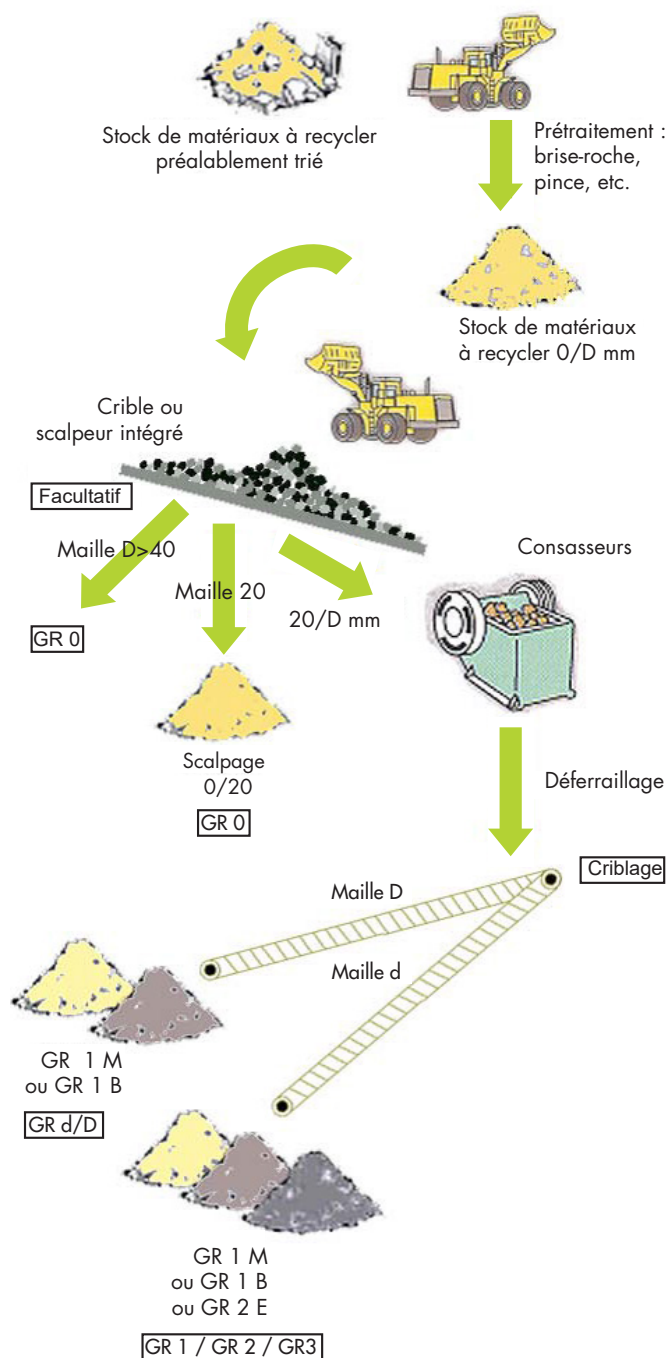 Stock de matériaux à recycler
préalablement trié
Prétraitement :
brise-roche,
pince, etc.
Stock de matériaux
à recycler 0/D mm
Crible ou
scalpeur intégré
Facultatif
Maille D>40
Maille 20
20/D mm
Consasseurs
GR 0
Scalpage
0/20
GR 0
Déferraillage
Criblage
Maille D
Maille d
GR 1 M
ou GR 1 B
GR d/D
GR 1 M
ou GR 1 B
ou GR 2 E
GR 1 / GR 2 / GR3